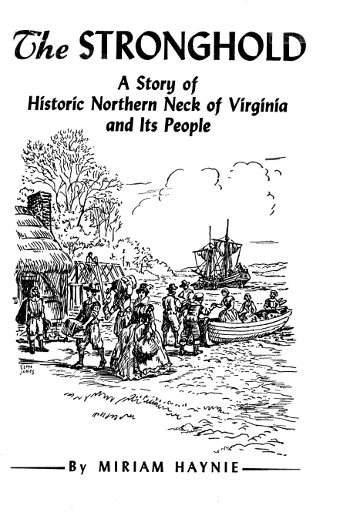 The STRONGHOLD
A Story of
Historic Northern Neck of Virginia
and Its People
By MIRIAM HAYNIE